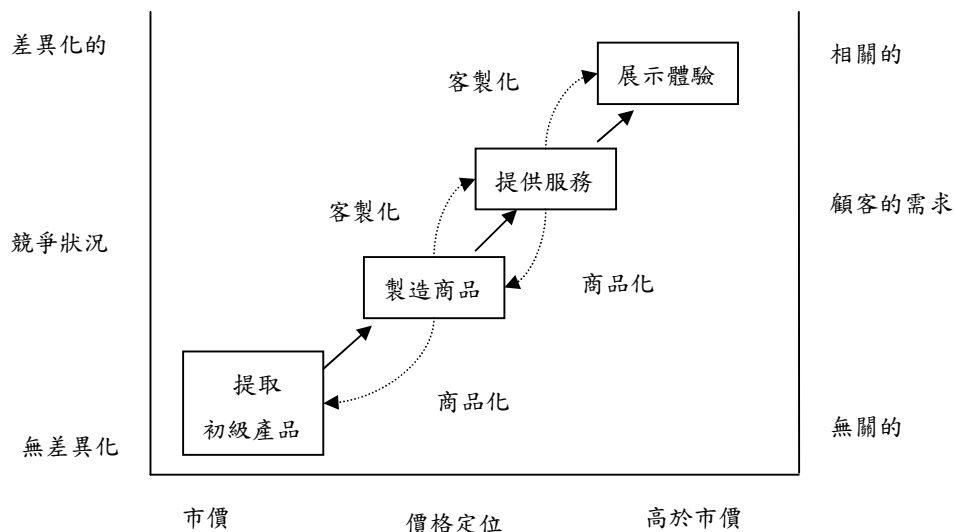 差異化的
相關的
展示體驗
客製化
提供服務
顧客的需求
客製化
競爭狀況
製造商品
商品化
提取
初級產品
商品化
無差異化
無關的
市價
價格定位
高於市價